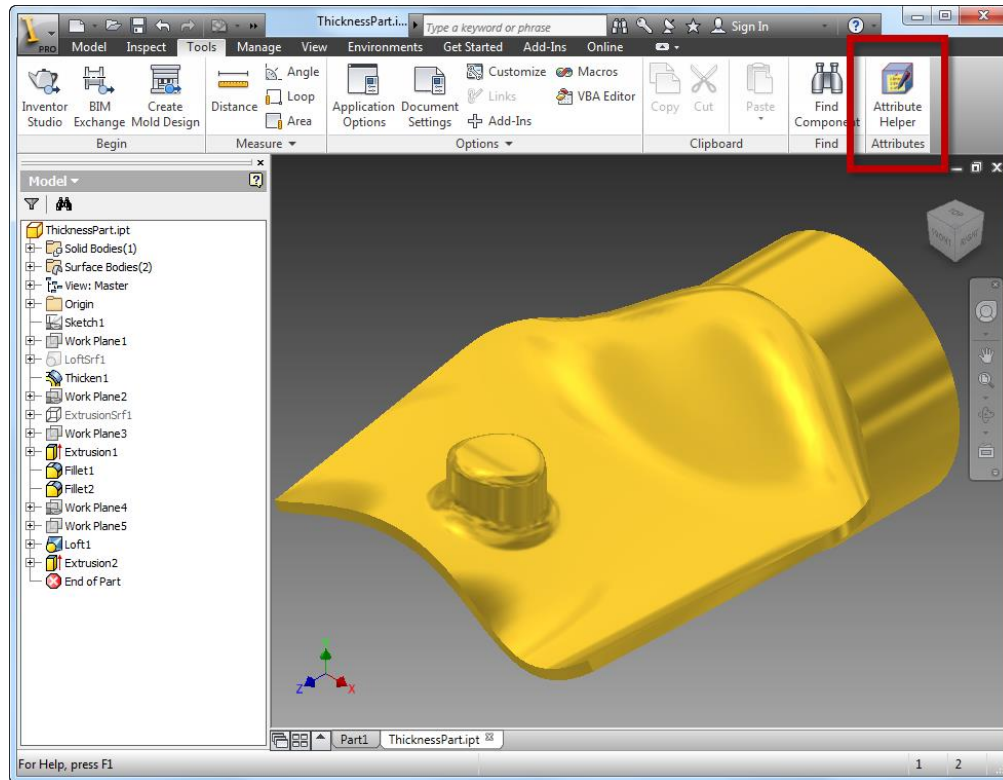 ThicknessPart.i...
Type a keyword or phrase
Sign In
PRO
Model Inspect Tools Manage View Environments Get Started Add-Ins Online
Inventor Studio
BIM Exchange
Create Mold Design
Begin
Distance
Angle
Loop
Area
Measure
Application Options
Document Settings
Customize
Links
Add-Ins
Macros
VBA Editor
Options
Copy
Cut
Paste
Clipboard
Find Component
Find
Attribute Helper
Attributes
Model
ThicknessPart.ipt
Solid Bodies(1)
Surface Bodies(2)
View: Master
Origin
Sketch1
Work Plane1
LoftSrf1
Thicken1
Work Plane2
ExtrusionSrf1
Work Plane3
Extrusion1
Fillet1
Fillet2
Work Plane4
Work Plane5
Loft1
Extrusion2
End of Part
TOP
FRONT
RIGHT
Y
Z
X
Part1
ThicknessPart.ipt
For Help, press F1
1 2